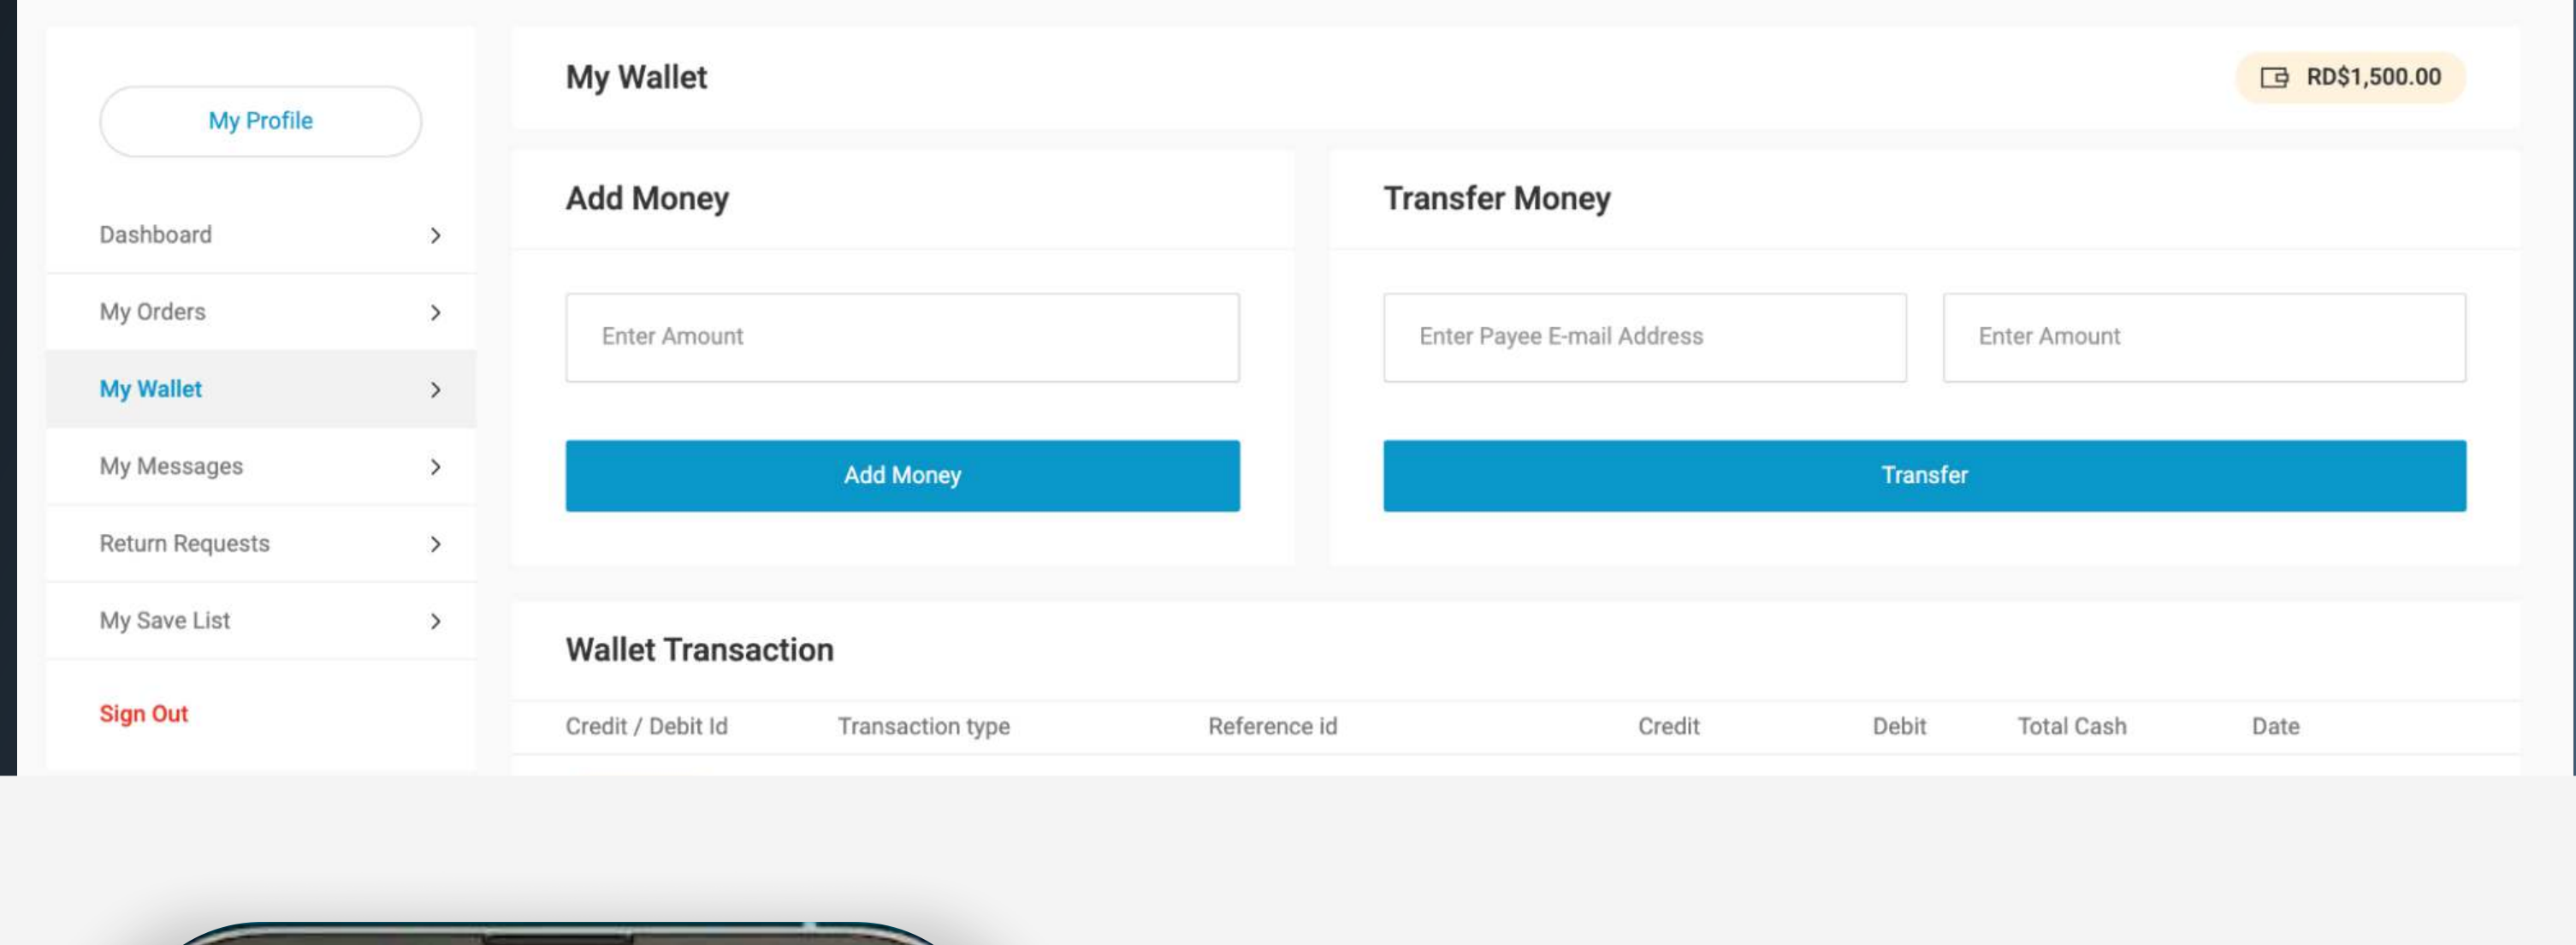 My Profile
Dashboard
My Orders
My Wallet
My Messages
Return Requests
My Save List
Sign Out
My Wallet
RD$1,500.00
Add Money
Enter Amount
Add Money
Transfer Money
Enter Payee E-mail Address
Enter Amount
Transfer
Wallet Transaction
Credit / Debit Id Transaction type Reference id Credit Debit Total Cash Date